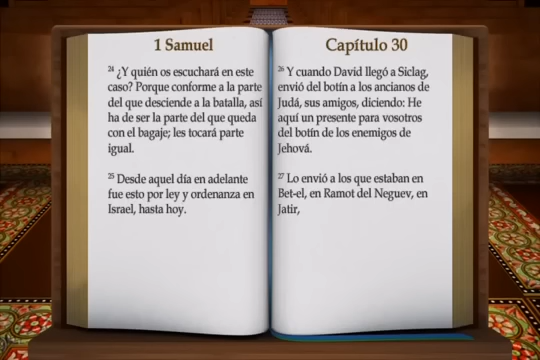 1 Samuel
24 ¿Y quién os escuchará en este
caso? Porque conforme a la parte
del que desciende a la batalla, así
ha de ser la parte del que queda
con el bagaje; les tocará parte
igual.
25 Desde aquel día en adelante
fue esto por ley y ordenanza en
Israel, hasta hoy.
Capítulo 30
26 Y cuando David llegó a Siclag,
envió del botín a los ancianos de
Judá, sus amigos, diciendo: He
aquí un presente para vosotros
del botín de los enemigos de
Jehová.
27 Lo envió a los que estaban en
Bet-el, en Ramot del Neguev, en
Jatir,